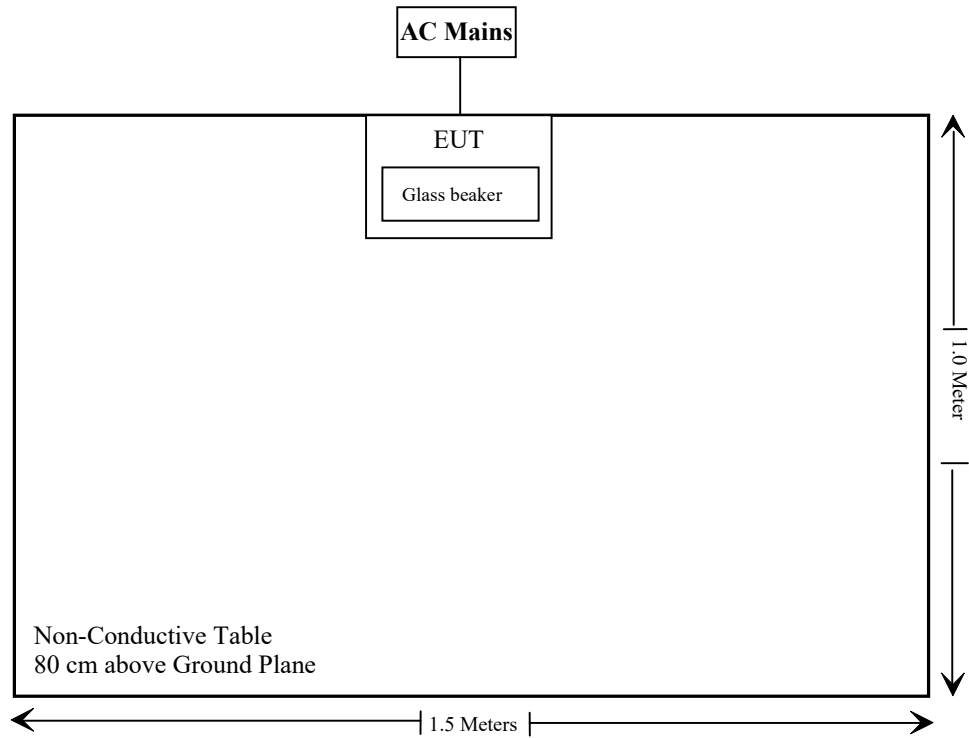 AC Mains
EUT
Glass beaker
1.0 Meter
Non-Conductive Table
80 cm above Ground Plane
1.5 Meters